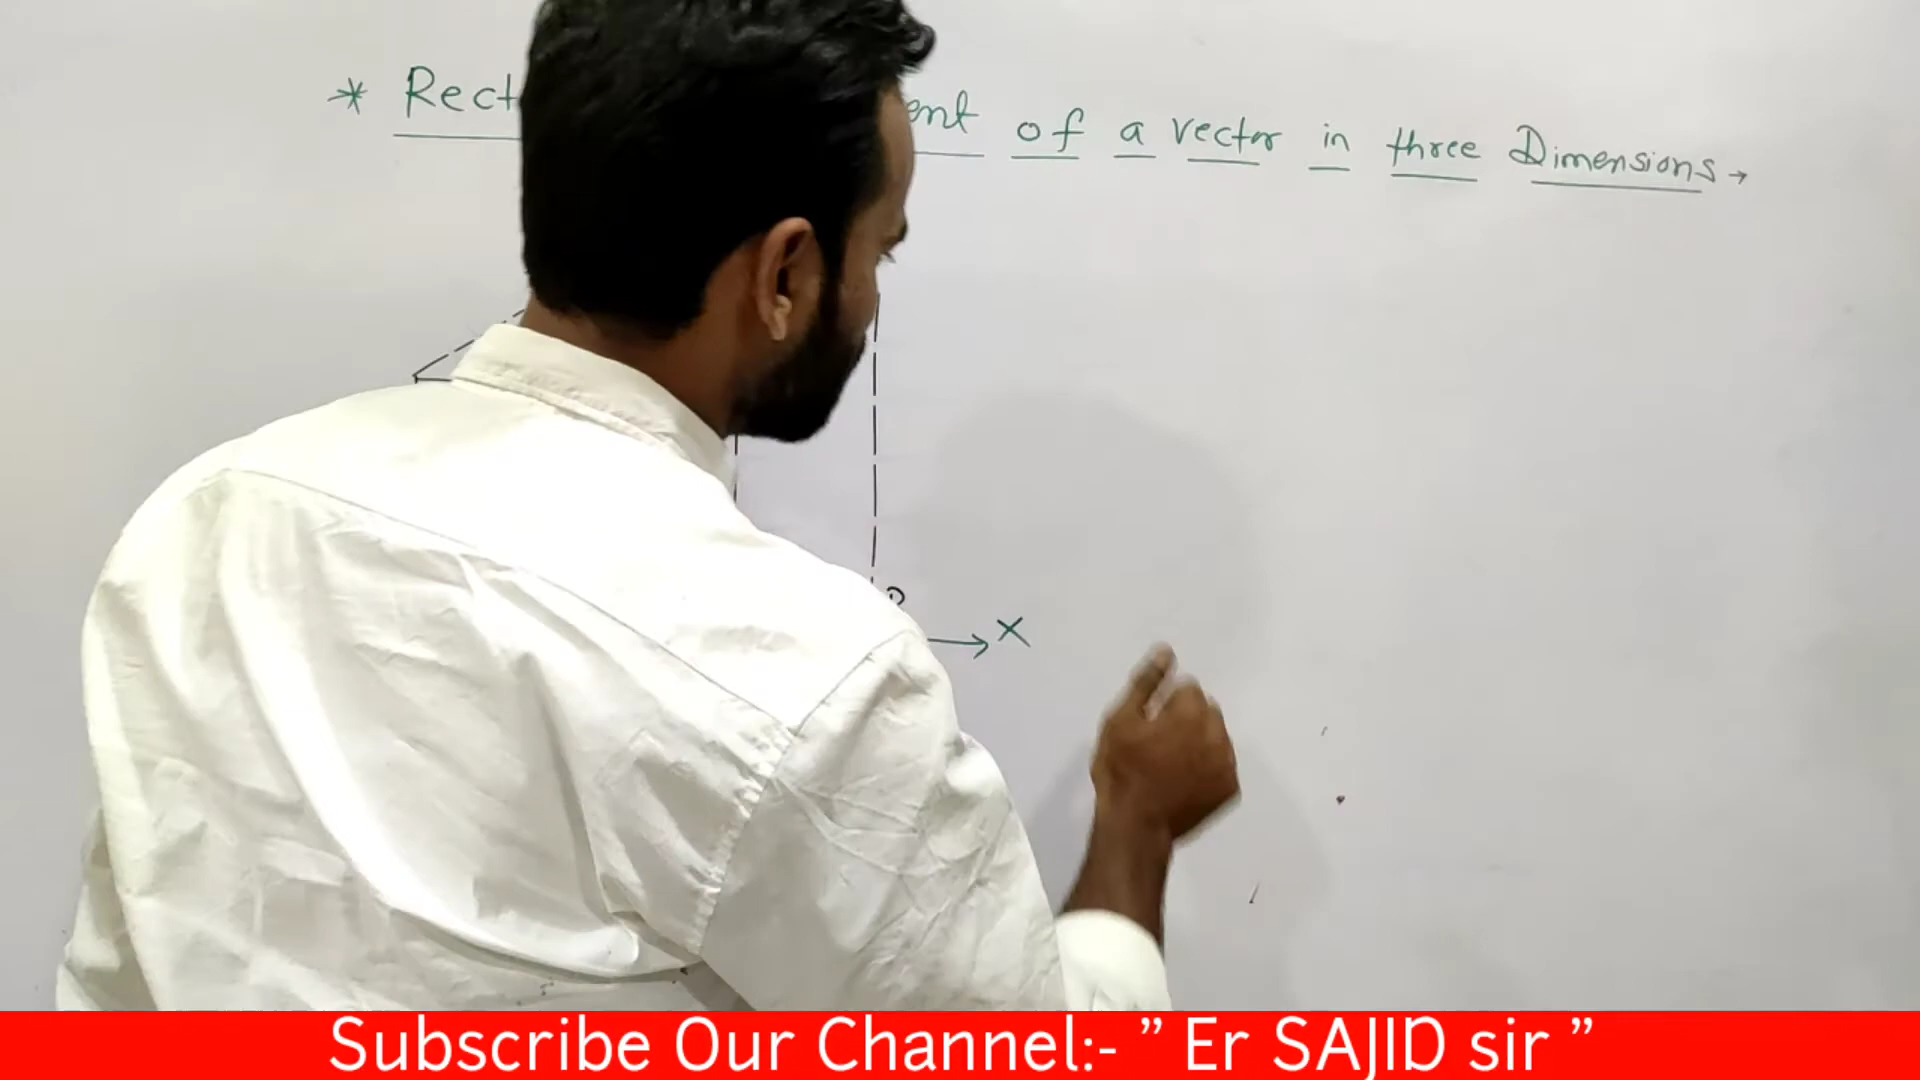 * Rect ent of a vector in three Dimensions →
D
X
Subscribe Our Channel:- ” Er SAJID sir ”